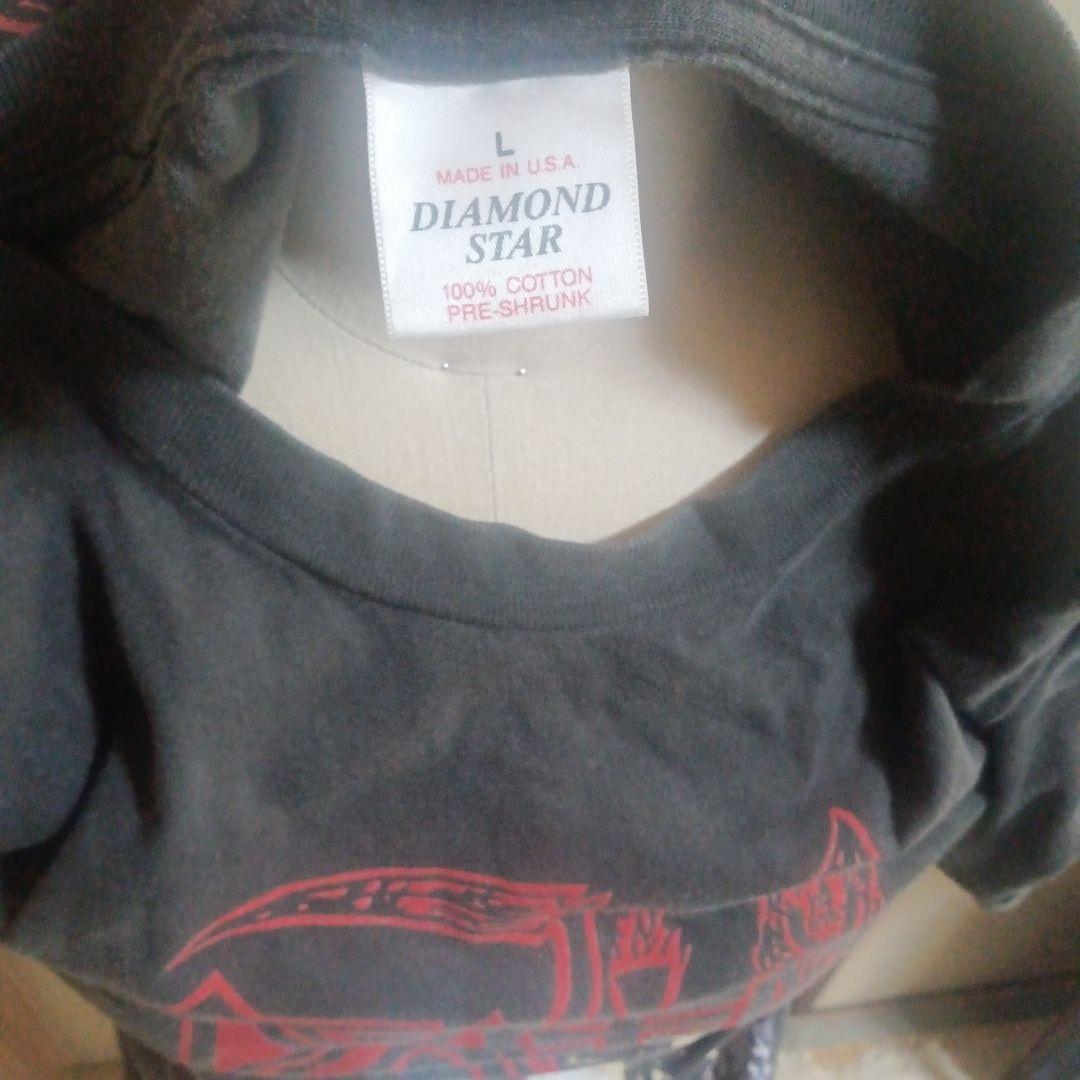 L
MADE IN U.S.A.
DIAMOND
STAR
100% COTTON
PRE-SHRUNK